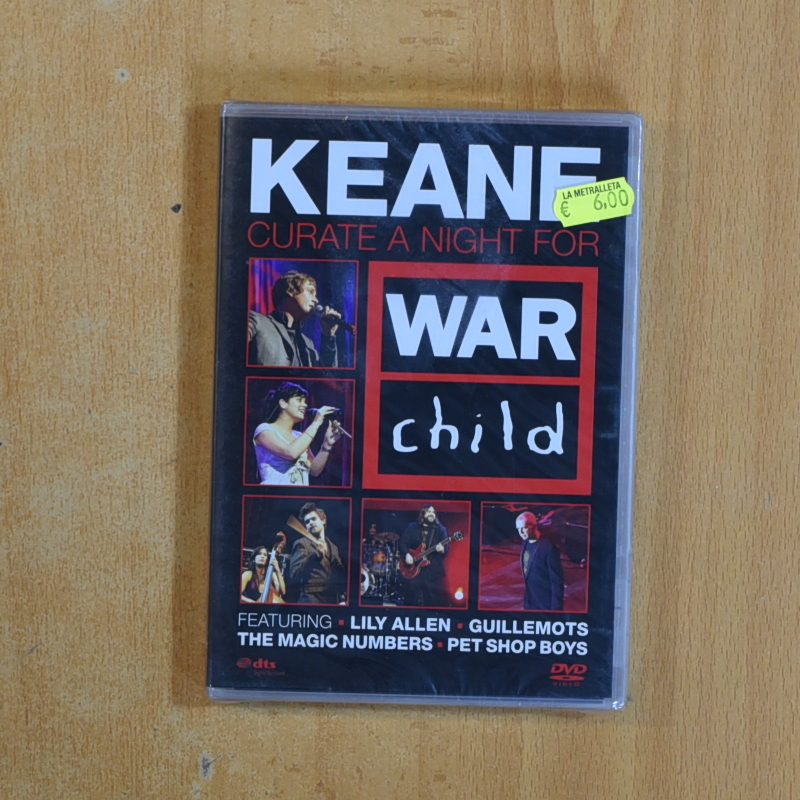 KEANE
LA METRALLETA
€ 6,00
CURATE A NIGHT FOR
WAR
child
FEATURING ▪ LILY ALLEN ▪ GUILLEMOTS
THE MAGIC NUMBERS ▪ PET SHOP BOYS
dts
DVD
VIDEO